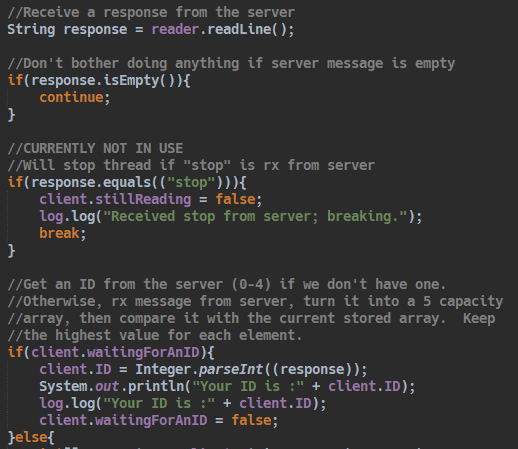 //Receive a response from the server
String response = reader.readLine();
//Don't bother doing anything if server message is empty
if(response.isEmpty()){
continue;
}
//CURRENTLY NOT IN USE
//Will stop thread if "stop" is rx from server
if(response.equals(("stop"))){
client.stillReading = false;
log.log("Received stop from server; breaking.");
break;
}
//Get an ID from the server (0-4) if we don't have one.
//Otherwise, rx message from server, turn it into a 5 capacity
//array, then compare it with the current stored array.  Keep
//the highest value for each element.
if(client.waitingForAnID){
client.ID = Integer.parseInt((response));
System.out.println("Your ID is :" + client.ID);
log.log("Your ID is :" + client.ID);
client.waitingForAnID = false;
}else{